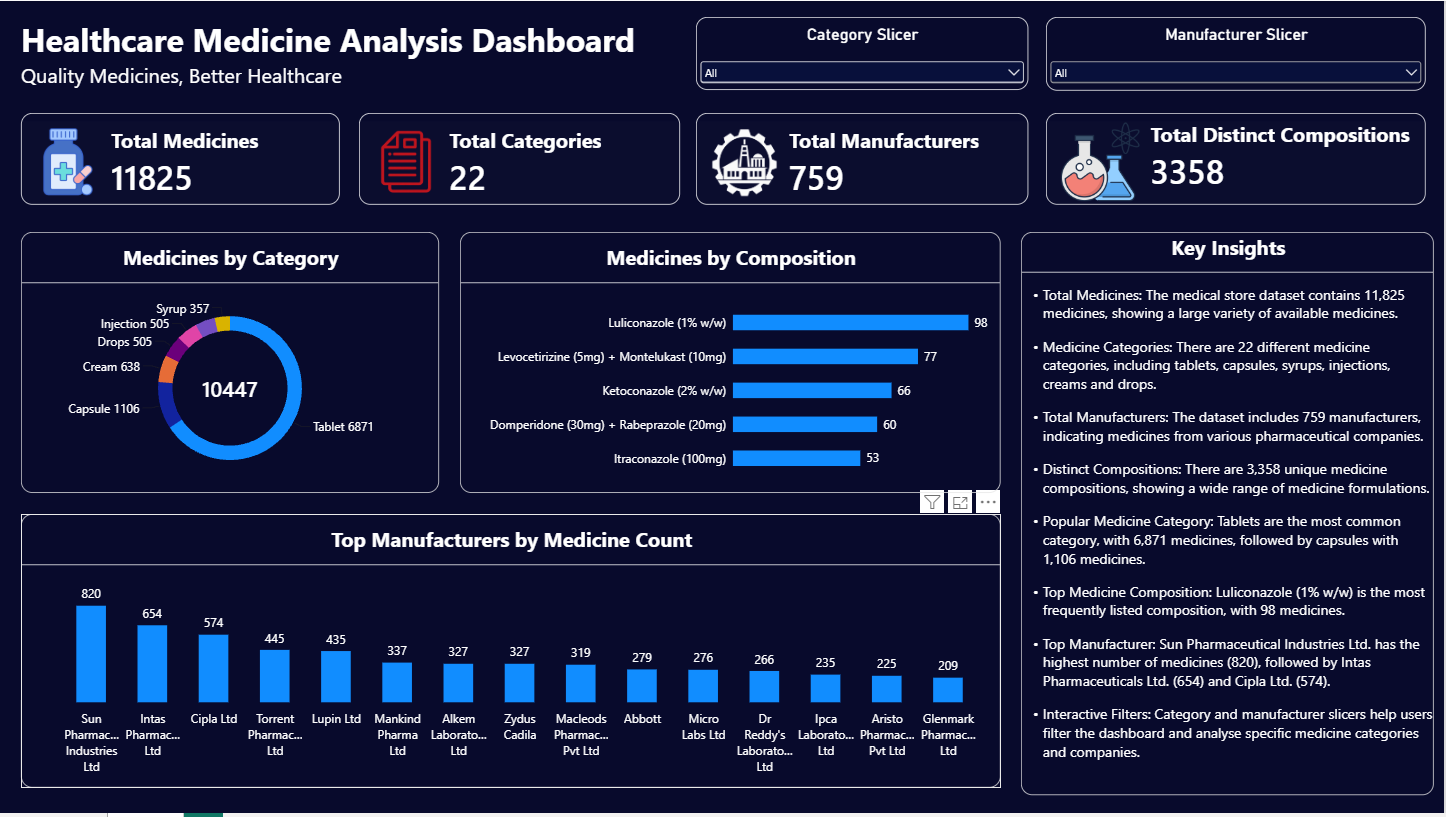 Healthcare Medicine Analysis Dashboard
Quality Medicines, Better Healthcare
Category Slicer
All
Manufacturer Slicer
All
Total Medicines
11825
Total Categories
22
Total Manufacturers
759
Total Distinct Compositions
3358
Medicines by Category
Syrup 357
Injection 505
Drops 505
Cream 638
Capsule 1106
Tablet 6871
10447
Medicines by Composition
Luliconazole (1% w/w) 98
Levocetirizine (5mg) + Montelukast (10mg) 77
Ketoconazole (2% w/w) 66
Domperidone (30mg) + Rabeprazole (20mg) 60
Itraconazole (100mg) 53
Top Manufacturers by Medicine Count
820
654
574
445
435
337
327
327
319
279
276
266
235
225
209
Sun
Pharmac...
Industries
Ltd
Intas
Pharmac...
Ltd
Cipla Ltd
Torrent
Pharmac...
Ltd
Lupin Ltd
Mankind
Pharma
Ltd
Alkem
Laborato...
Ltd
Zydus
Cadila
Macleods
Pharmac...
Pvt Ltd
Abbott
Micro
Labs Ltd
Dr
Reddy's
Laborato...
Ltd
Ipca
Laborato...
Ltd
Aristo
Pharmac...
Pvt Ltd
Glenmark
Pharmac...
Ltd
Key Insights
• Total Medicines: The medical store dataset contains 11,825
medicines, showing a large variety of available medicines.
• Medicine Categories: There are 22 different medicine
categories, including tablets, capsules, syrups, injections,
creams and drops.
• Total Manufacturers: The dataset includes 759 manufacturers,
indicating medicines from various pharmaceutical companies.
• Distinct Compositions: There are 3,358 unique medicine
compositions, showing a wide range of medicine formulations.
• Popular Medicine Category: Tablets are the most common
category, with 6,871 medicines, followed by capsules with
1,106 medicines.
• Top Medicine Composition: Luliconazole (1% w/w) is the most
frequently listed composition, with 98 medicines.
• Top Manufacturer: Sun Pharmaceutical Industries Ltd. has the
highest number of medicines (820), followed by Intas
Pharmaceuticals Ltd. (654) and Cipla Ltd. (574).
• Interactive Filters: Category and manufacturer slicers help users
filter the dashboard and analyse specific medicine categories
and companies.